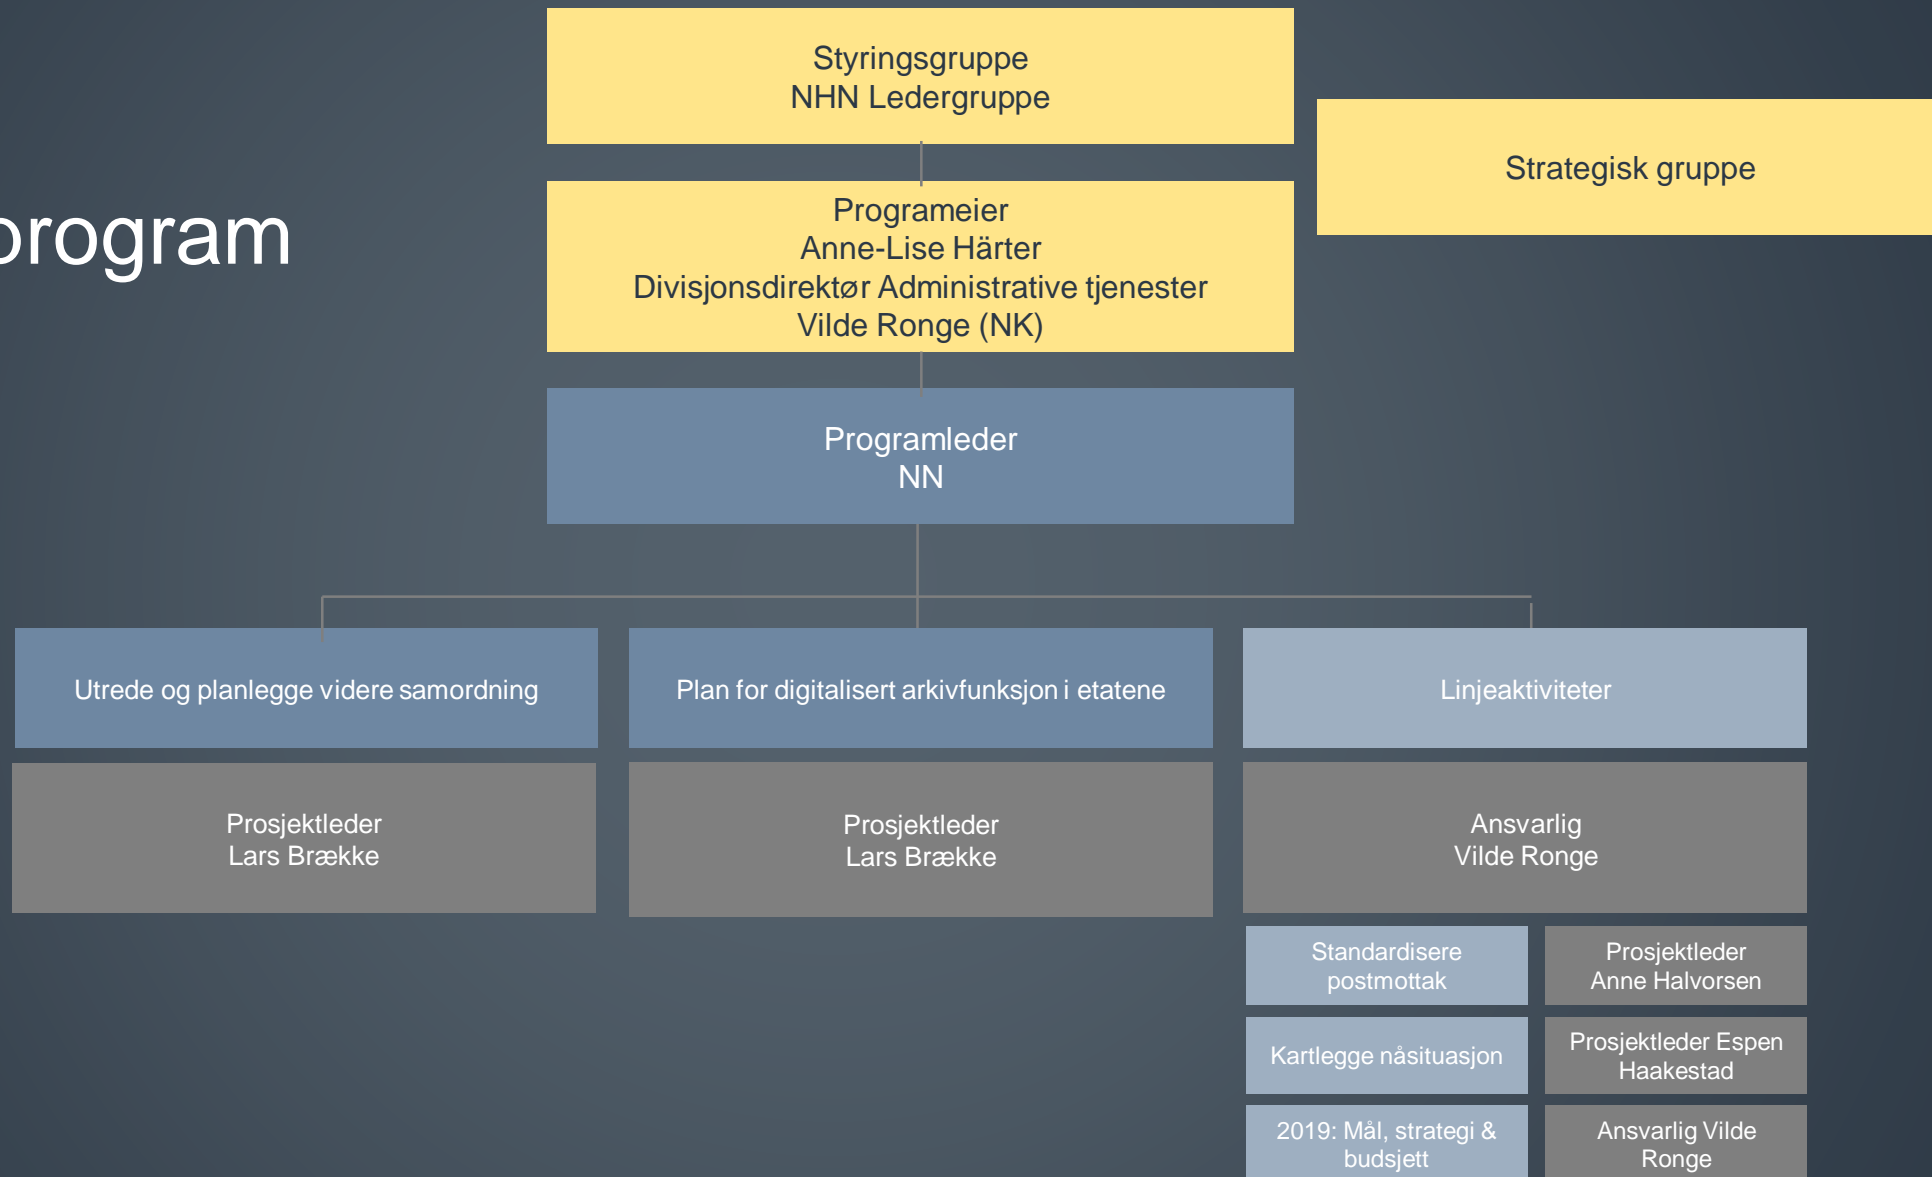 Styringsgruppe
NHN Ledergruppe
Strategisk gruppe
program
Programeier
Anne-Lise Härter
Divisjonsdirektør Administrative tjenester
Vilde Ronge (NK)
Programleder
NN
Utrede og planlegge videre samordning
Plan for digitalisert arkivfunksjon i etatene
Linjeaktiviteter
Prosjektleder
Lars Brække
Prosjektleder
Lars Brække
Ansvarlig
Vilde Ronge
Standardisere
postmottak
Prosjektleder
Anne Halvorsen
Kartlegge nåsituasjon
Prosjektleder Espen
Haakestad
2019: Mål, strategi &
budsjett
Ansvarlig Vilde
Ronge